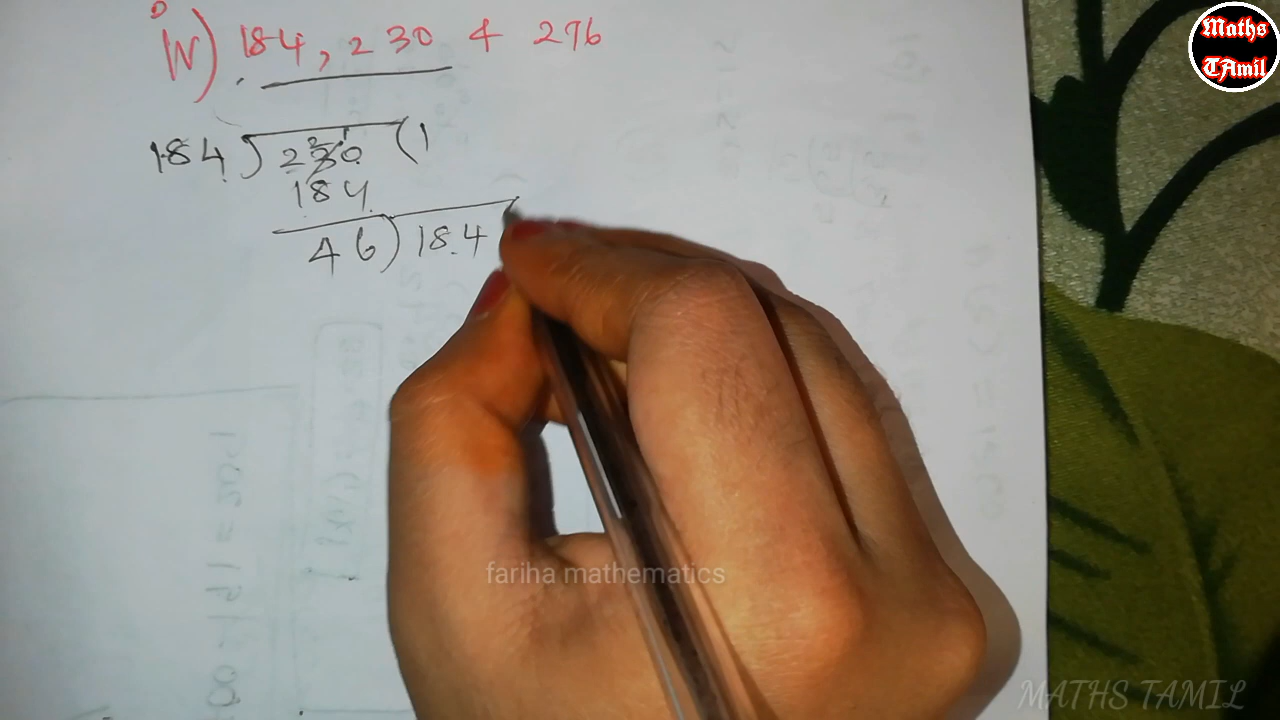 iv) 184, 230 & 276
184 ) 230 ( 1
184
46 ) 184
Maths
TAmil
fariha mathematics
MATHS TAMIL